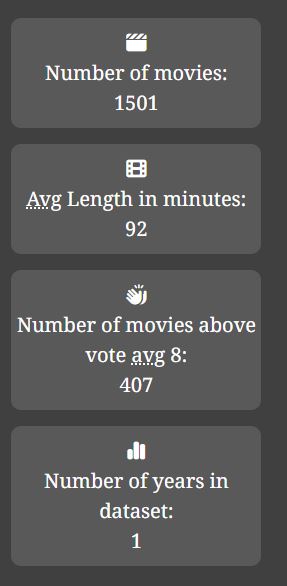 Number of movies:
1501
Avg Length in minutes:
92
Number of movies above
vote avg 8:
407
Number of years in
dataset:
1